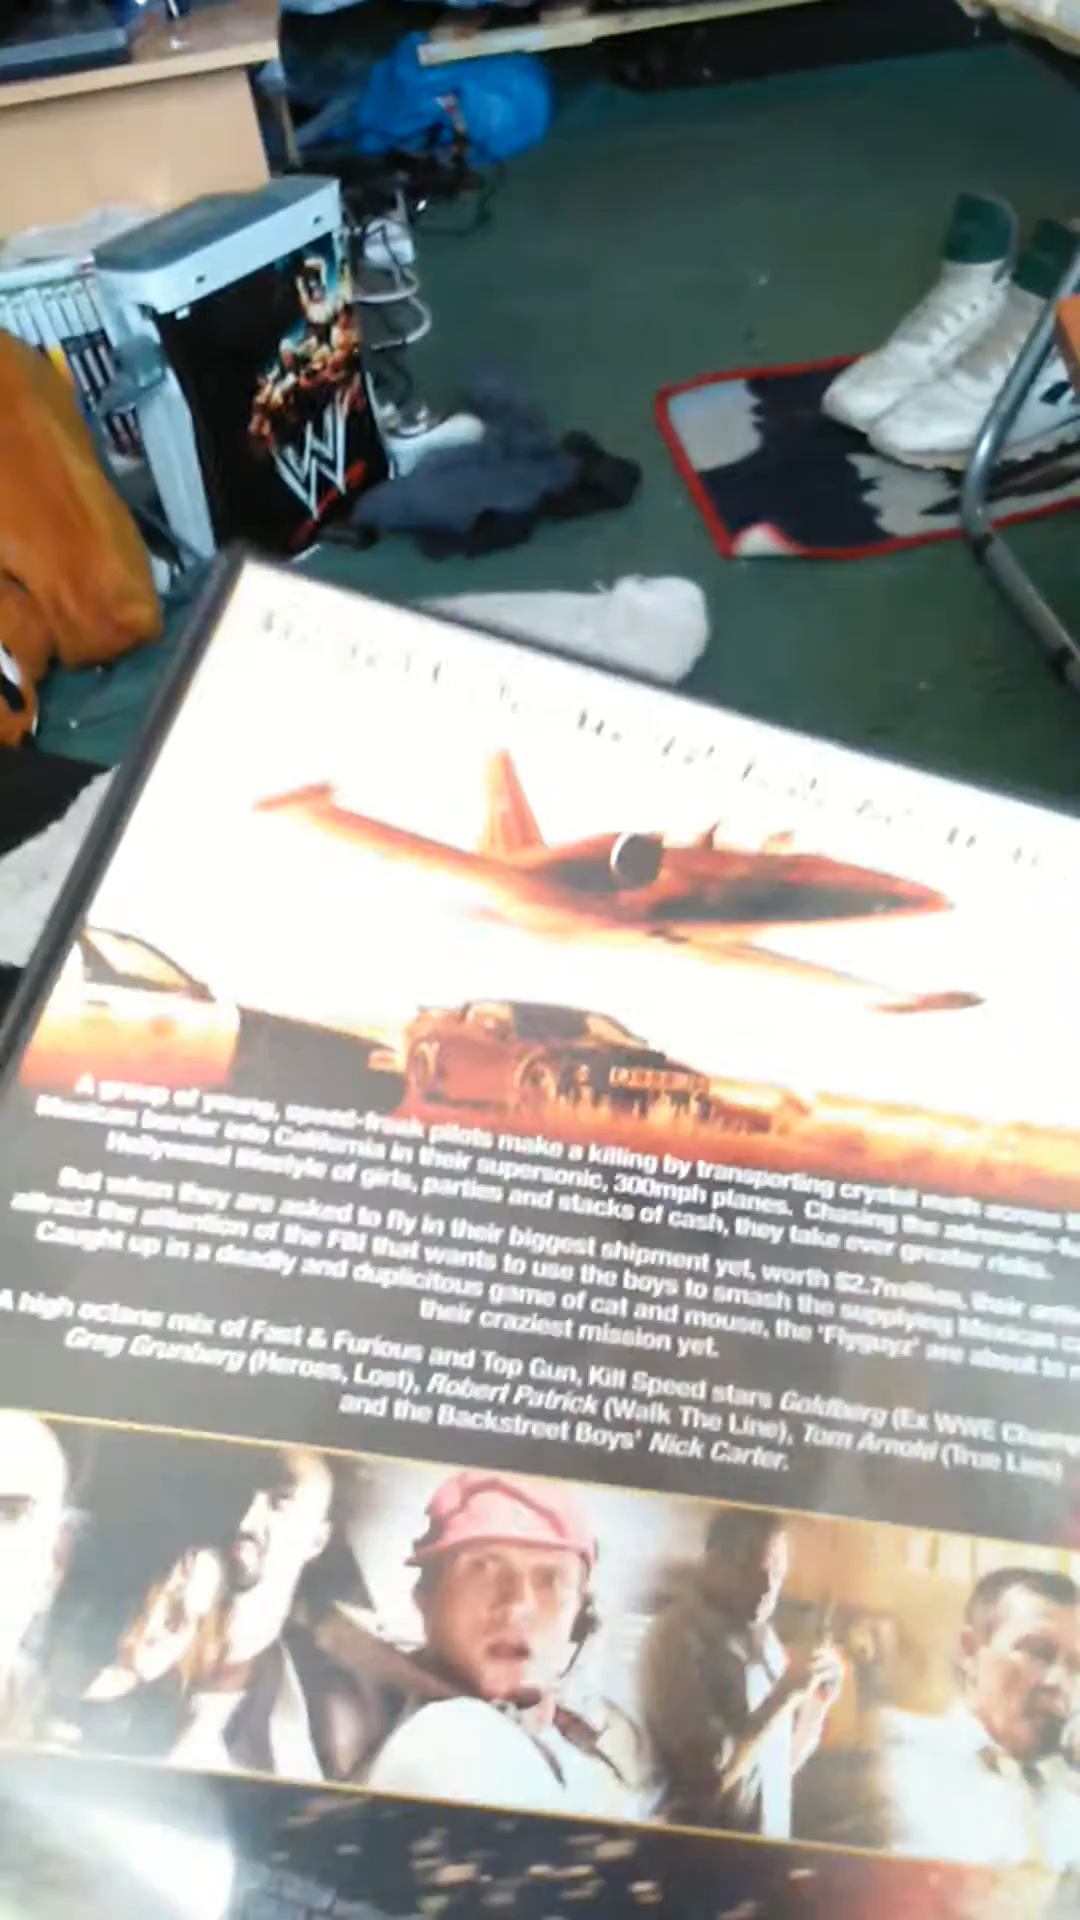 W
A group of young, speed-freak pilots make a killing by transporting crystal meth across
Mexican border into California in their supersonic, 300mph planes. Chasing the adrenalin-
Hollywood lifestyle of girls, parties and stacks of cash, they take ever greater risks.
But when they are asked to fly in their biggest shipment yet, worth $2.7million, their
attract the attention of the FBI that wants to use the boys to smash the supplying Mexican
Caught up in a deadly and duplicitous game of cat and mouse, the 'Flyguyz' are about to
their craziest mission yet.
A high octane mix of Fast & Furious and Top Gun, Kill Speed stars Goldberg (Ex WWE Champ
Greg Grunberg (Heross, Lost), Robert Patrick (Walk The Line), Tom Arnold (True Lies)
and the Backstreet Boys' Nick Carter.